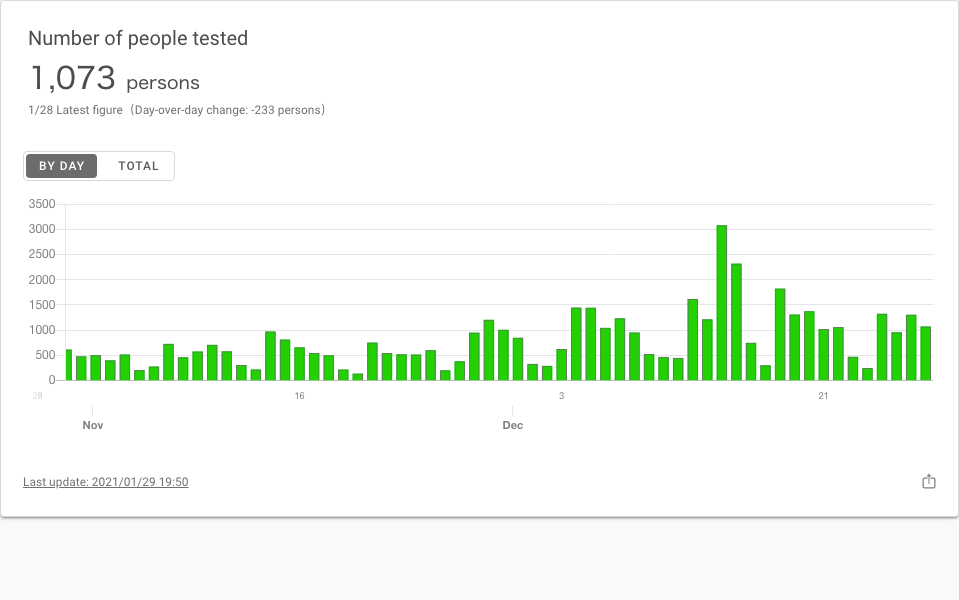 Number of people tested
1,073 persons
1/28 Latest figure（Day-over-day change: -233 persons）
BY DAY
TOTAL
3500
3000
2500
2000
1500
1000
500
0
28
16
3
21
Nov
Dec
Last update: 2021/01/29 19:50